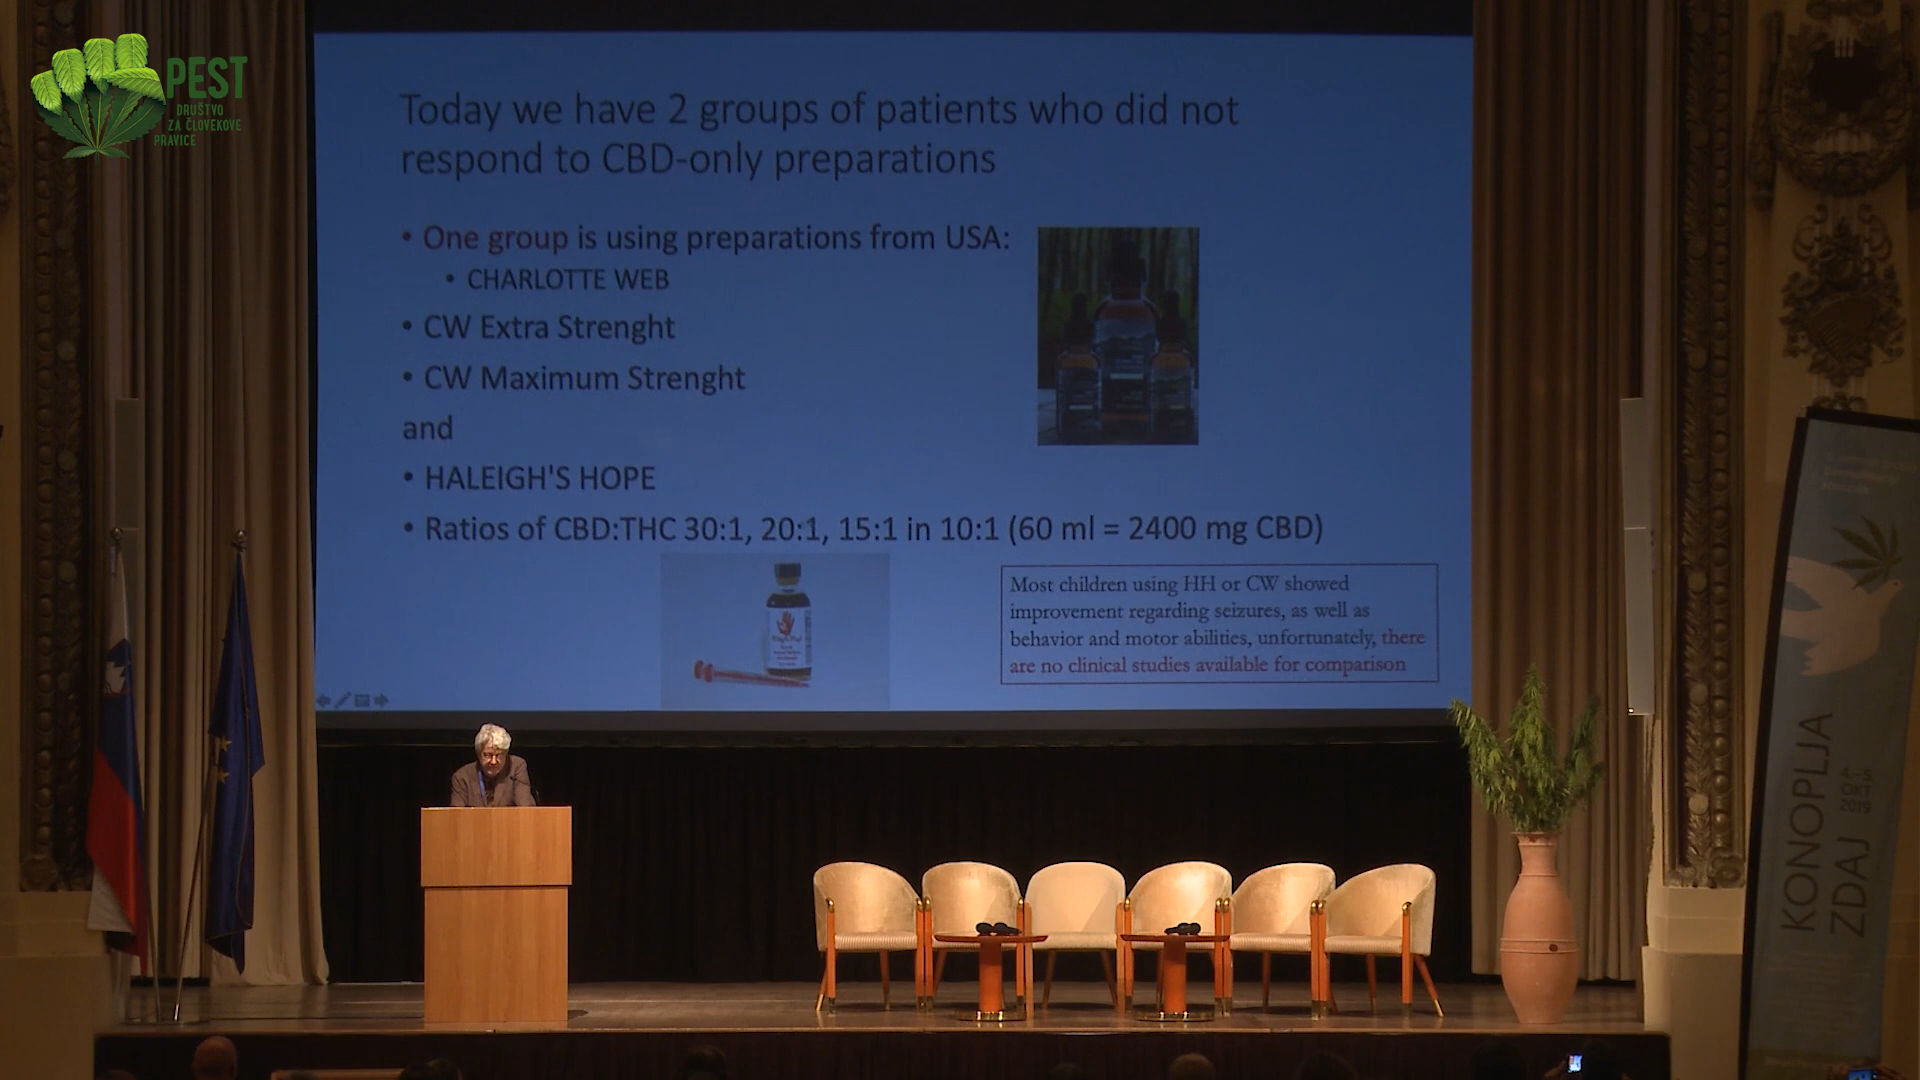 PEST
DRUŠTVO
ZA ČLOVEKOVE
PRAVICE
Today we have 2 groups of patients who did not
respond to CBD-only preparations
• One group is using preparations from USA:
• CHARLOTTE WEB
• CW Extra Strenght
• CW Maximum Strenght
and
• HALEIGH'S HOPE
• Ratios of CBD:THC 30:1, 20:1, 15:1 in 10:1 (60 ml = 2400 mg CBD)
Most children using HH or CW showed
improvement regarding seizures, as well as
behavior and motor abilities, unfortunately, there
are no clinical studies available for comparison
KONOPLJA
ZDAJ
OKT
2019